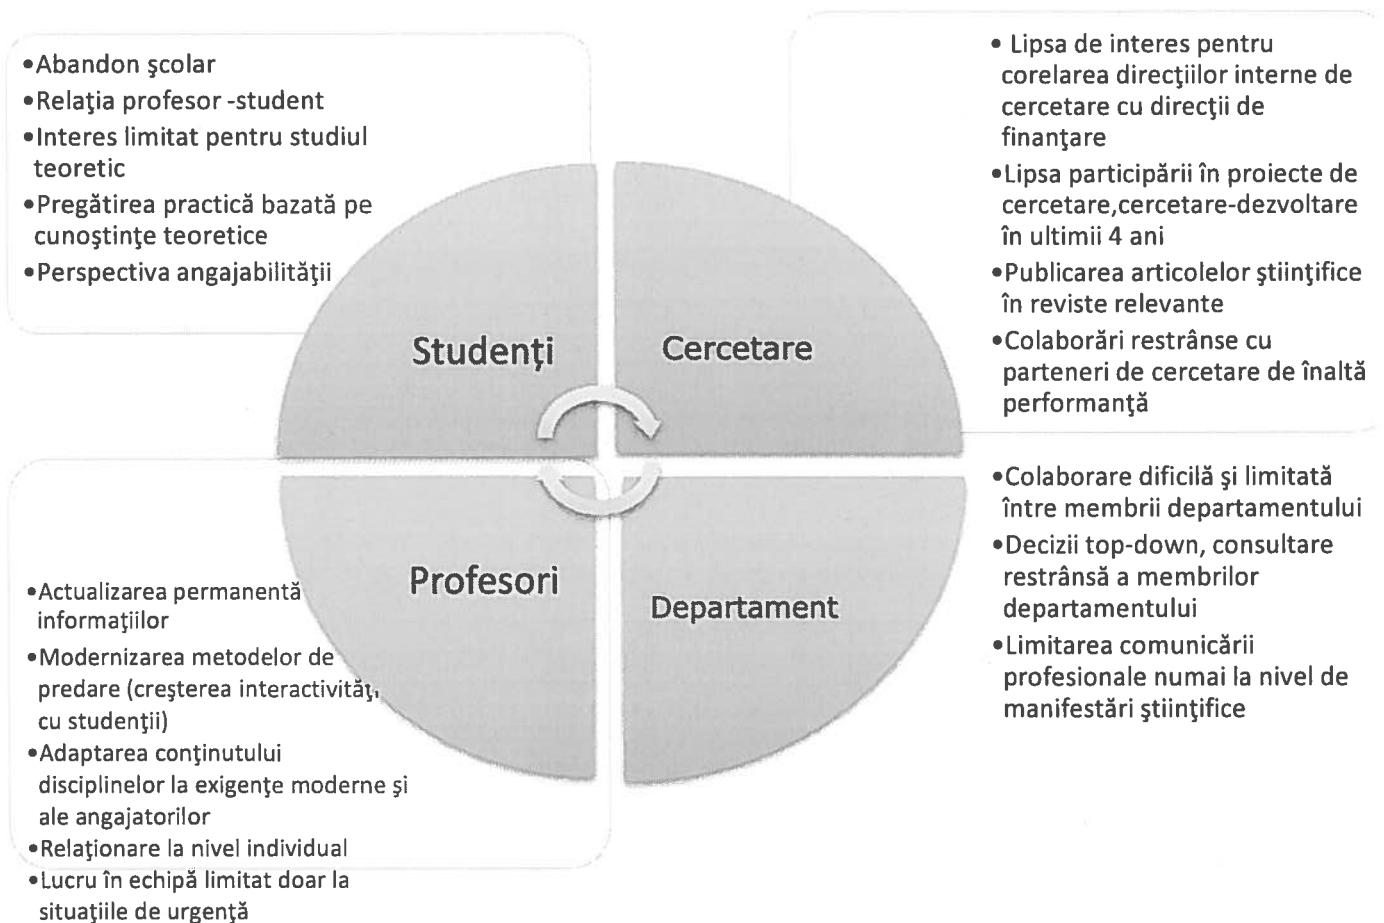 •Abandon şcolar
•Relaţia profesor -student
•Interes limitat pentru studiul
teoretic
•Pregătirea practică bazată pe
cunoştinţe teoretice
•Perspectiva angajabilităţii
Studenţi
• Lipsa de interes pentru
corelarea direcţiilor interne de
cercetare cu direcţii de
finanţare
•Lipsa participării în proiecte de
cercetare,cercetare-dezvoltare
în ultimii 4 ani
•Publicarea articolelor ştiinţifice
în reviste relevante
•Colaborări restrânse cu
parteneri de cercetare de înaltă
performanţă
Cercetare
Profesori
•Actualizarea permanentă
informaţiilor
•Modernizarea metodelor de
predare (creşterea interactivităţi
cu studenţii)
•Adaptarea conţinutului
disciplinelor la exigenţe moderne şi
ale angajatorilor
•Relaţionare la nivel individual
•Lucru în echipă limitat doar la
situaţiile de urgenţă
Departament
•Colaborare dificilă şi limitată
între membrii departamentului
•Decizii top-down, consultare
restrânsă a membrilor
departamentului
•Limitarea comunicării
profesionale numai la nivel de
manifestări ştiinţifice